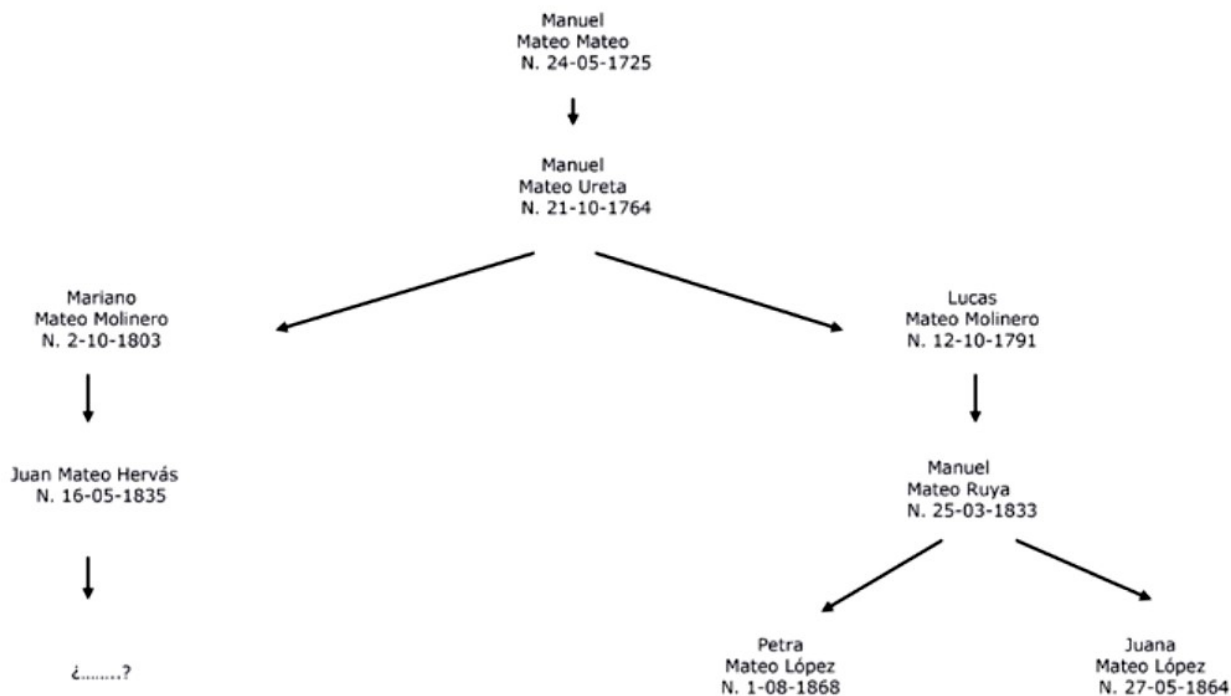 Manuel
Mateo Mateo
N. 24-05-1725
Manuel
Mateo Ureta
N. 21-10-1764
Mariano
Mateo Molinero
N. 2-10-1803
Lucas
Mateo Molinero
N. 12-10-1791
Juan Mateo Hervás
N. 16-05-1835
Manuel
Mateo Ruya
N. 25-03-1833
¿........?
Petra
Mateo López
N. 1-08-1868
Juana
Mateo López
N. 27-05-1864